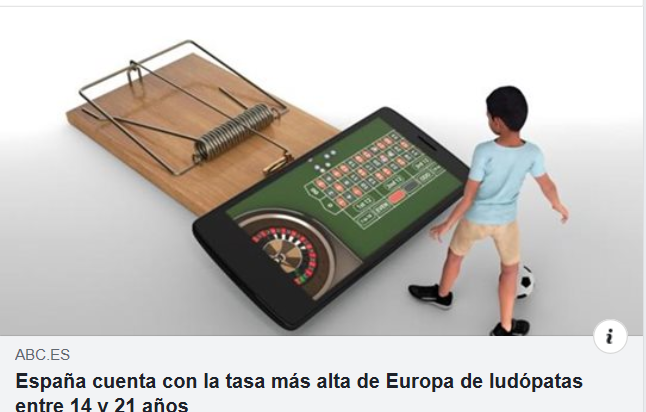 ABC.ES
España cuenta con la tasa más alta de Europa de ludópatas
entre 14 y 21 años